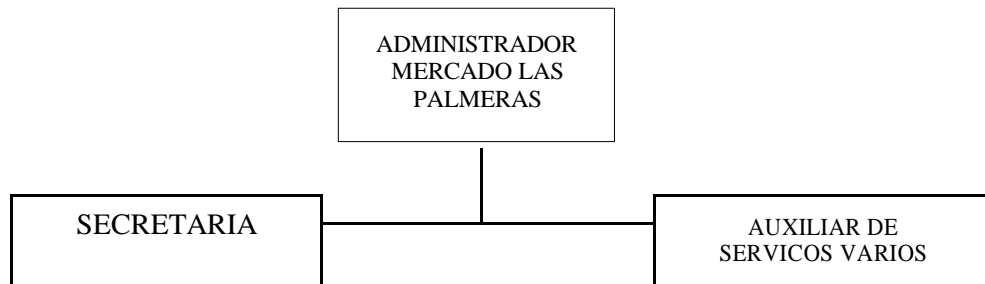 ADMINISTRADOR
MERCADO LAS
PALMERAS
SECRETARIA
AUXILIAR DE
SERVICOS VARIOS